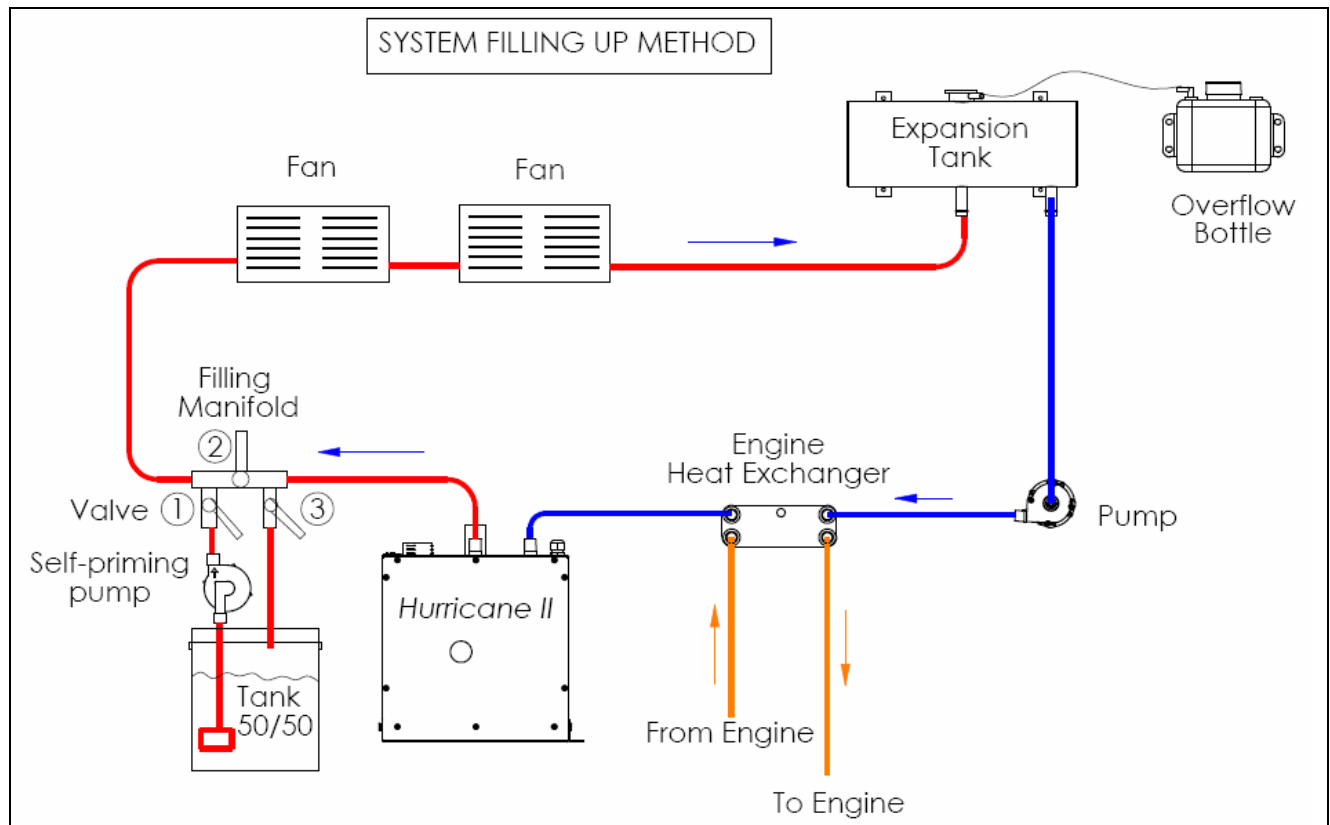 SYSTEM FILLING UP METHOD
Expansion
Tank
Overflow
Bottle
Fan
Fan
Filling
Manifold
②
Valve ①
③
Self-priming
pump
Tank
50/50
Hurricane II
Engine
Heat Exchanger
Pump
From Engine
To Engine